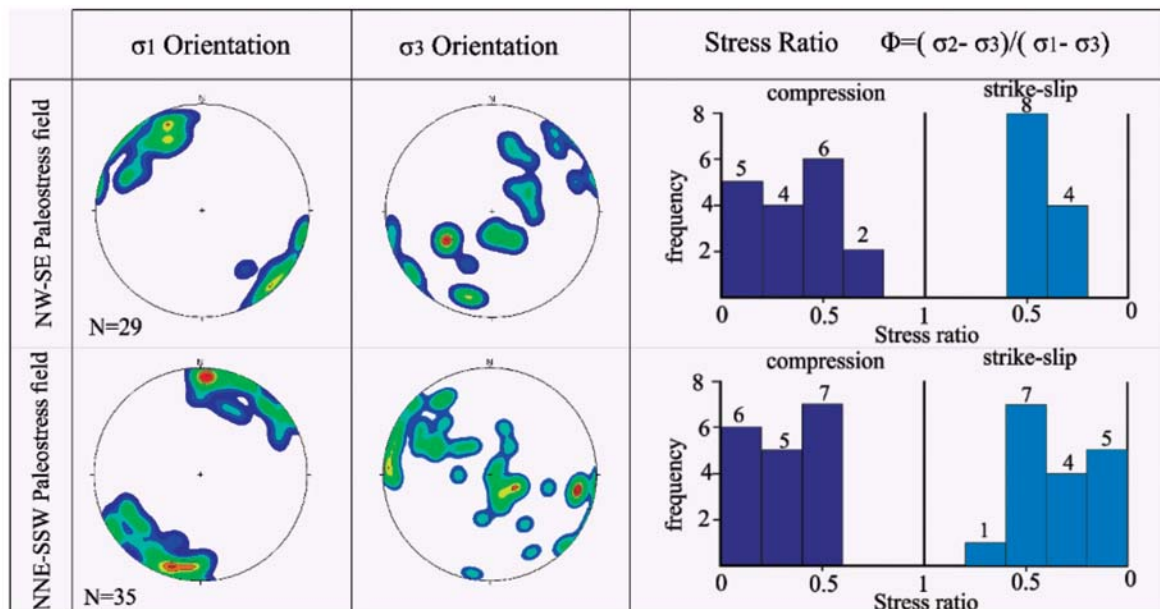 σ1 Orientation
σ3 Orientation
Stress Ratio Φ=( σ2- σ3)/( σ1- σ3)
NW-SE Paleostress field
N
N=29
N
compression
strike-slip
frequency
8
6
4
2
5
4
6
2
8
4
0
0.5
1
0.5
0
Stress ratio
NNE-SSW Paleostress field
N
N=35
N
compression
strike-slip
frequency
8
6
4
2
6
5
7
1
7
4
5
0
0.5
1
0.5
0
Stress ratio